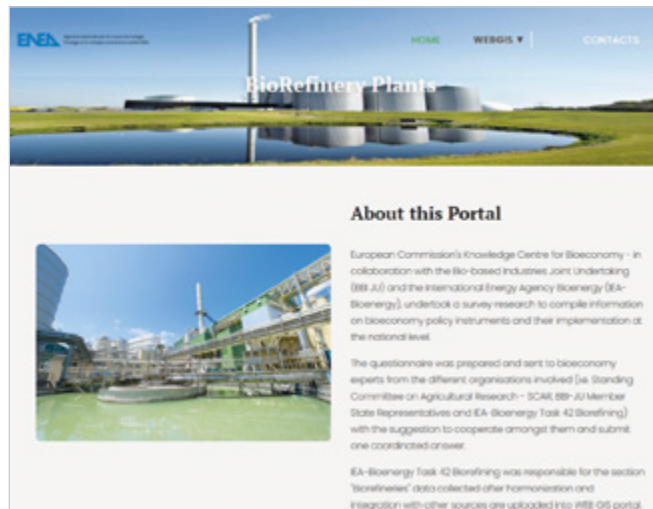 ENEA
HOME WEBGIS ▼ CONTACTS
BioRefinery Plants
About this Portal
European Commission's Knowledge Centre for Bioeconomy - in
collaboration with the Bio-based Industries Joint Undertaking
(BBI JU) and the International Energy Agency Bioenergy (IEA-
Bioenergy), undertook a survey research to compile information
on bioeconomy policy instruments and their implementation at
the national level.
The questionnaire was prepared and sent to bioeconomy
experts from the different organisations involved (i.e. Standing
Committee on Agricultural Research - SCAR, BBI-JU Member
State Representatives and IEA-Bioenergy Task 42 Biorefining)
with the suggestion to cooperate amongst them and submit
one coordinated answer.
IEA-Bioenergy Task 42 Biorefining was responsible for the section
"Biorefineries" data collected after harmonization and
integration with other sources are uploaded into WEB GIS portal.